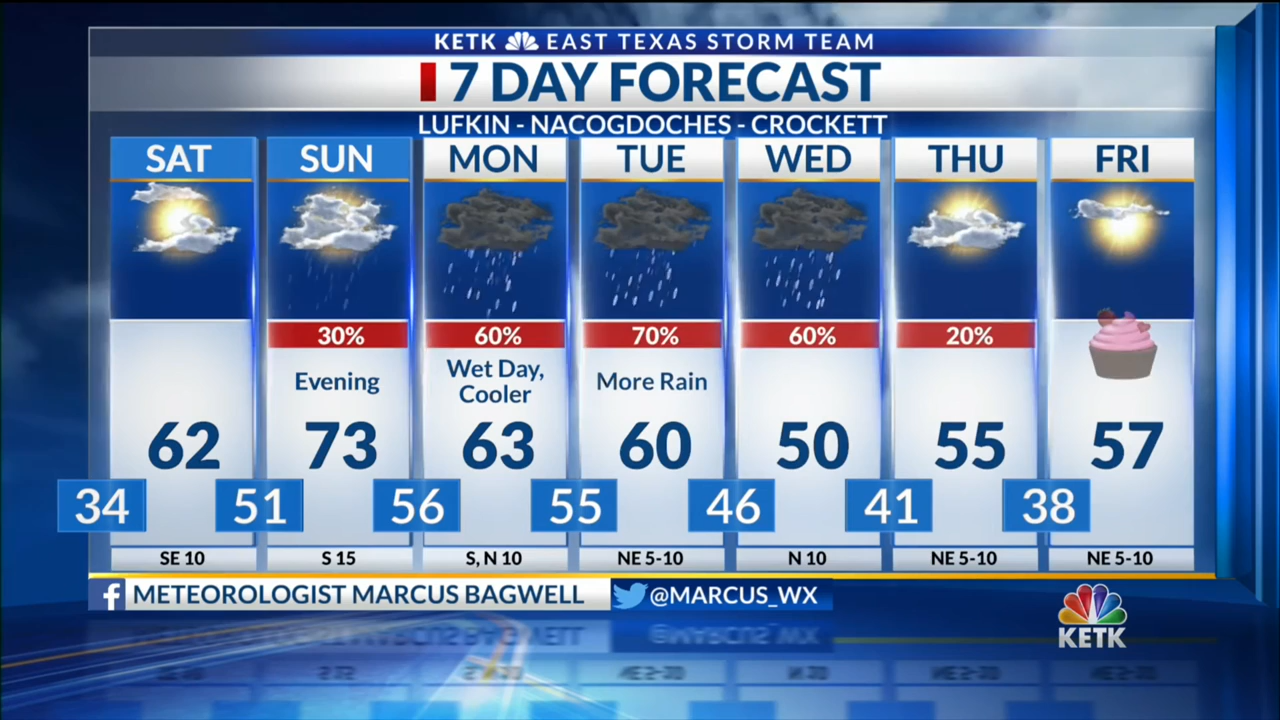 KETK EAST TEXAS STORM TEAM
7 DAY FORECAST
LUFKIN - NACOGDOCHES - CROCKETT
SAT SUN MON TUE WED THU FRI
30% 60% 70% 60% 20%
Evening Wet Day, More Rain
Cooler
62 73 63 60 50 55 57
34 51 56 55 46 41 38
SE 10 S 15 S, N 10 NE 5-10 N 10 NE 5-10 NE 5-10
f METEOROLOGIST MARCUS BAGWELL @MARCUS_WX
KETK